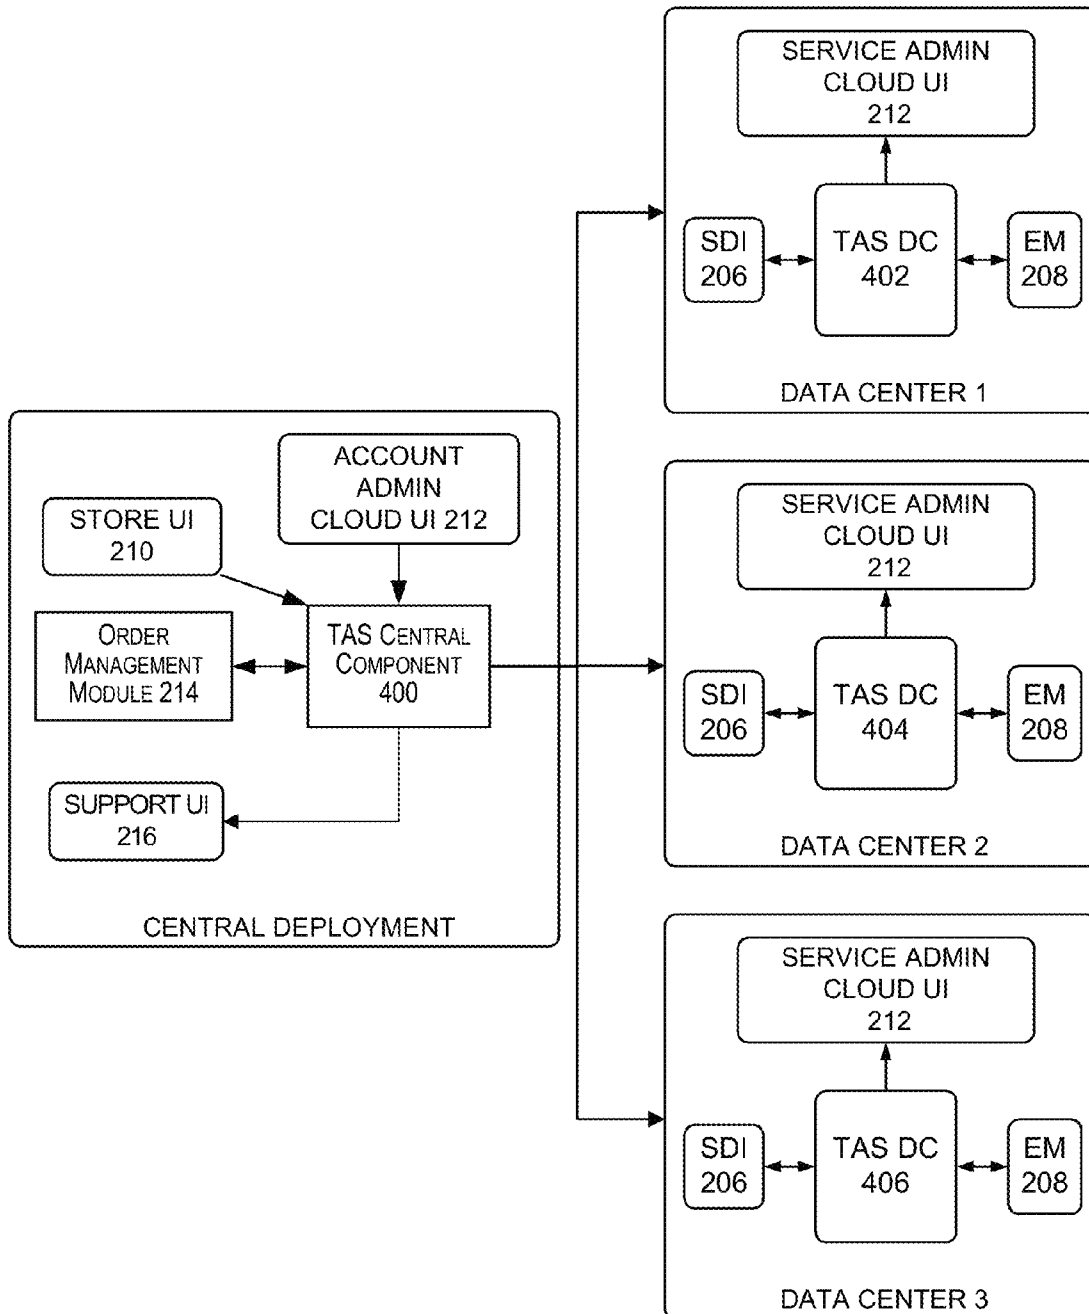 SERVICE ADMIN
CLOUD UI
212
SDI
206
TAS DC
402
EM
208
DATA CENTER 1
ACCOUNT
ADMIN
CLOUD UI 212
STORE UI
210
ORDER
MANAGEMENT
MODULE 214
TAS CENTRAL
COMPONENT
400
SUPPORT UI
216
CENTRAL DEPLOYMENT
SERVICE ADMIN
CLOUD UI
212
SDI
206
TAS DC
404
EM
208
DATA CENTER 2
SERVICE ADMIN
CLOUD UI
212
SDI
206
TAS DC
406
EM
208
DATA CENTER 3